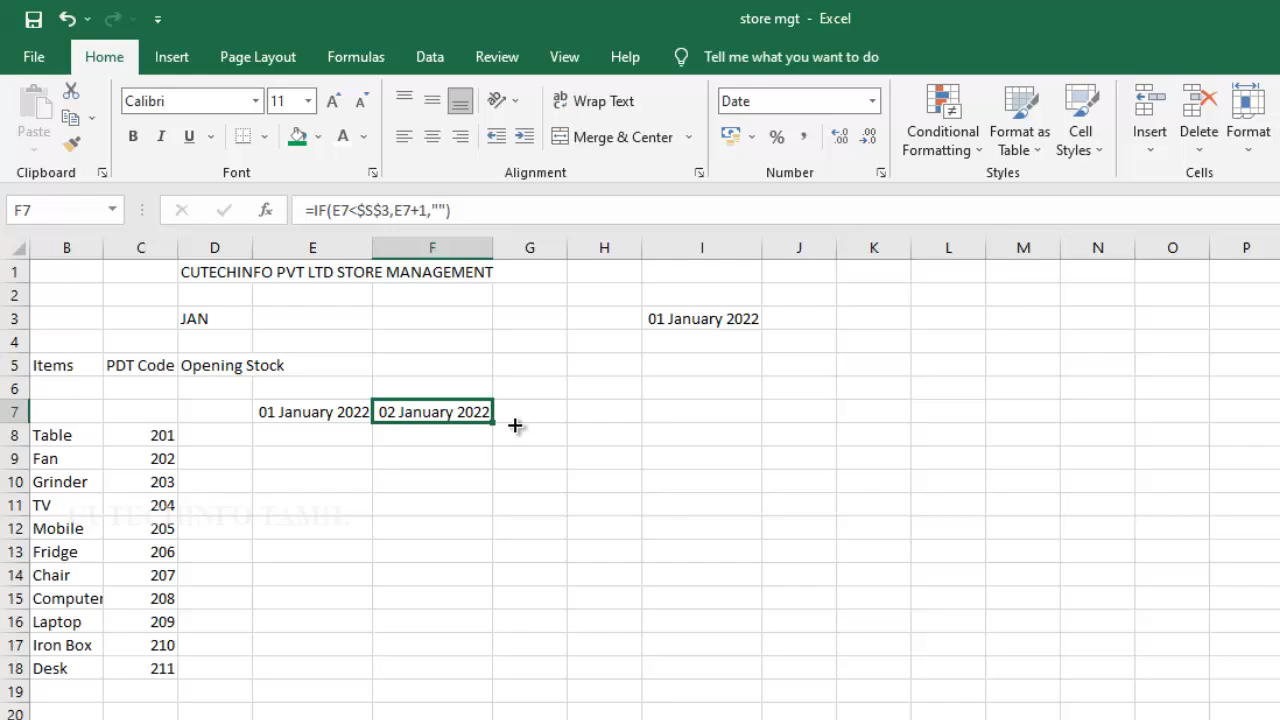 store mgt - Excel
File Home Insert Page Layout Formulas Data Review View Help Tell me what you want to do
Paste
Calibri 11
B I U A
ab Wrap Text
Merge & Center
Date
% ,
Conditional Formatting
Format as Table
Cell Styles
Insert Delete Format
Clipboard Font Alignment Number Styles Cells
F7 fx =IF(E7<$S$3,E7+1,"")
B C D E F G H I J K L M N O P
1 CUTECHINFO PVT LTD STORE MANAGEMENT
2
3 JAN 01 January 2022
4
5 Items PDT Code Opening Stock
6
7 01 January 2022 02 January 2022
8 Table 201
9 Fan 202
10 Grinder 203
11 TV 204
CUTECHINFO TAMIL
12 Mobile 205
13 Fridge 206
14 Chair 207
15 Computer 208
16 Laptop 209
17 Iron Box 210
18 Desk 211
19
20